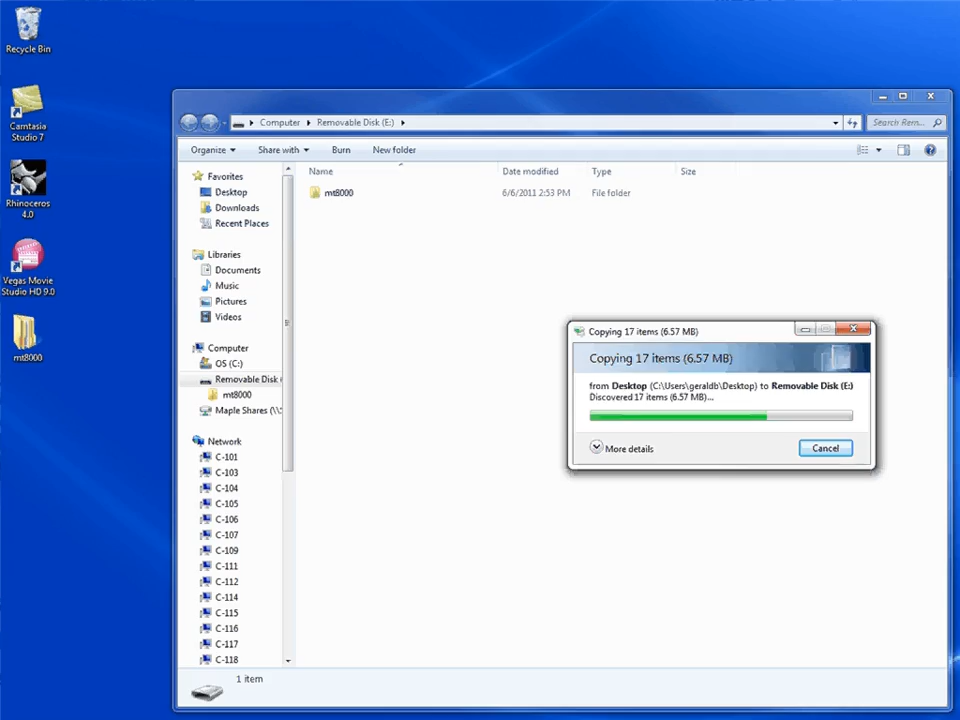 Recycle Bin
Camtasia
Studio 7
Rhinoceros
4.0
Vegas Movie
Studio HD 9.0
mt8000
Computer
Removable Disk (E:)
Search Rem...
Organize
Share with
Burn
New folder
Name
Date modified
Type
Size
mt8000
6/6/2011 2:53 PM
File folder
Favorites
Desktop
Downloads
Recent Places
Libraries
Documents
Music
Pictures
Videos
Computer
OS (C:)
Removable Disk (
mt8000
Maple Shares (\\S
Network
C-101
C-103
C-104
C-105
C-106
C-107
C-109
C-111
C-112
C-114
C-115
C-116
C-117
C-118
1 item
Copying 17 items (6.57 MB)
Copying 17 items (6.57 MB)
from Desktop (C:\Users\geraldb\Desktop) to Removable Disk (E:)
Discovered 17 items (6.57 MB)...
More details
Cancel